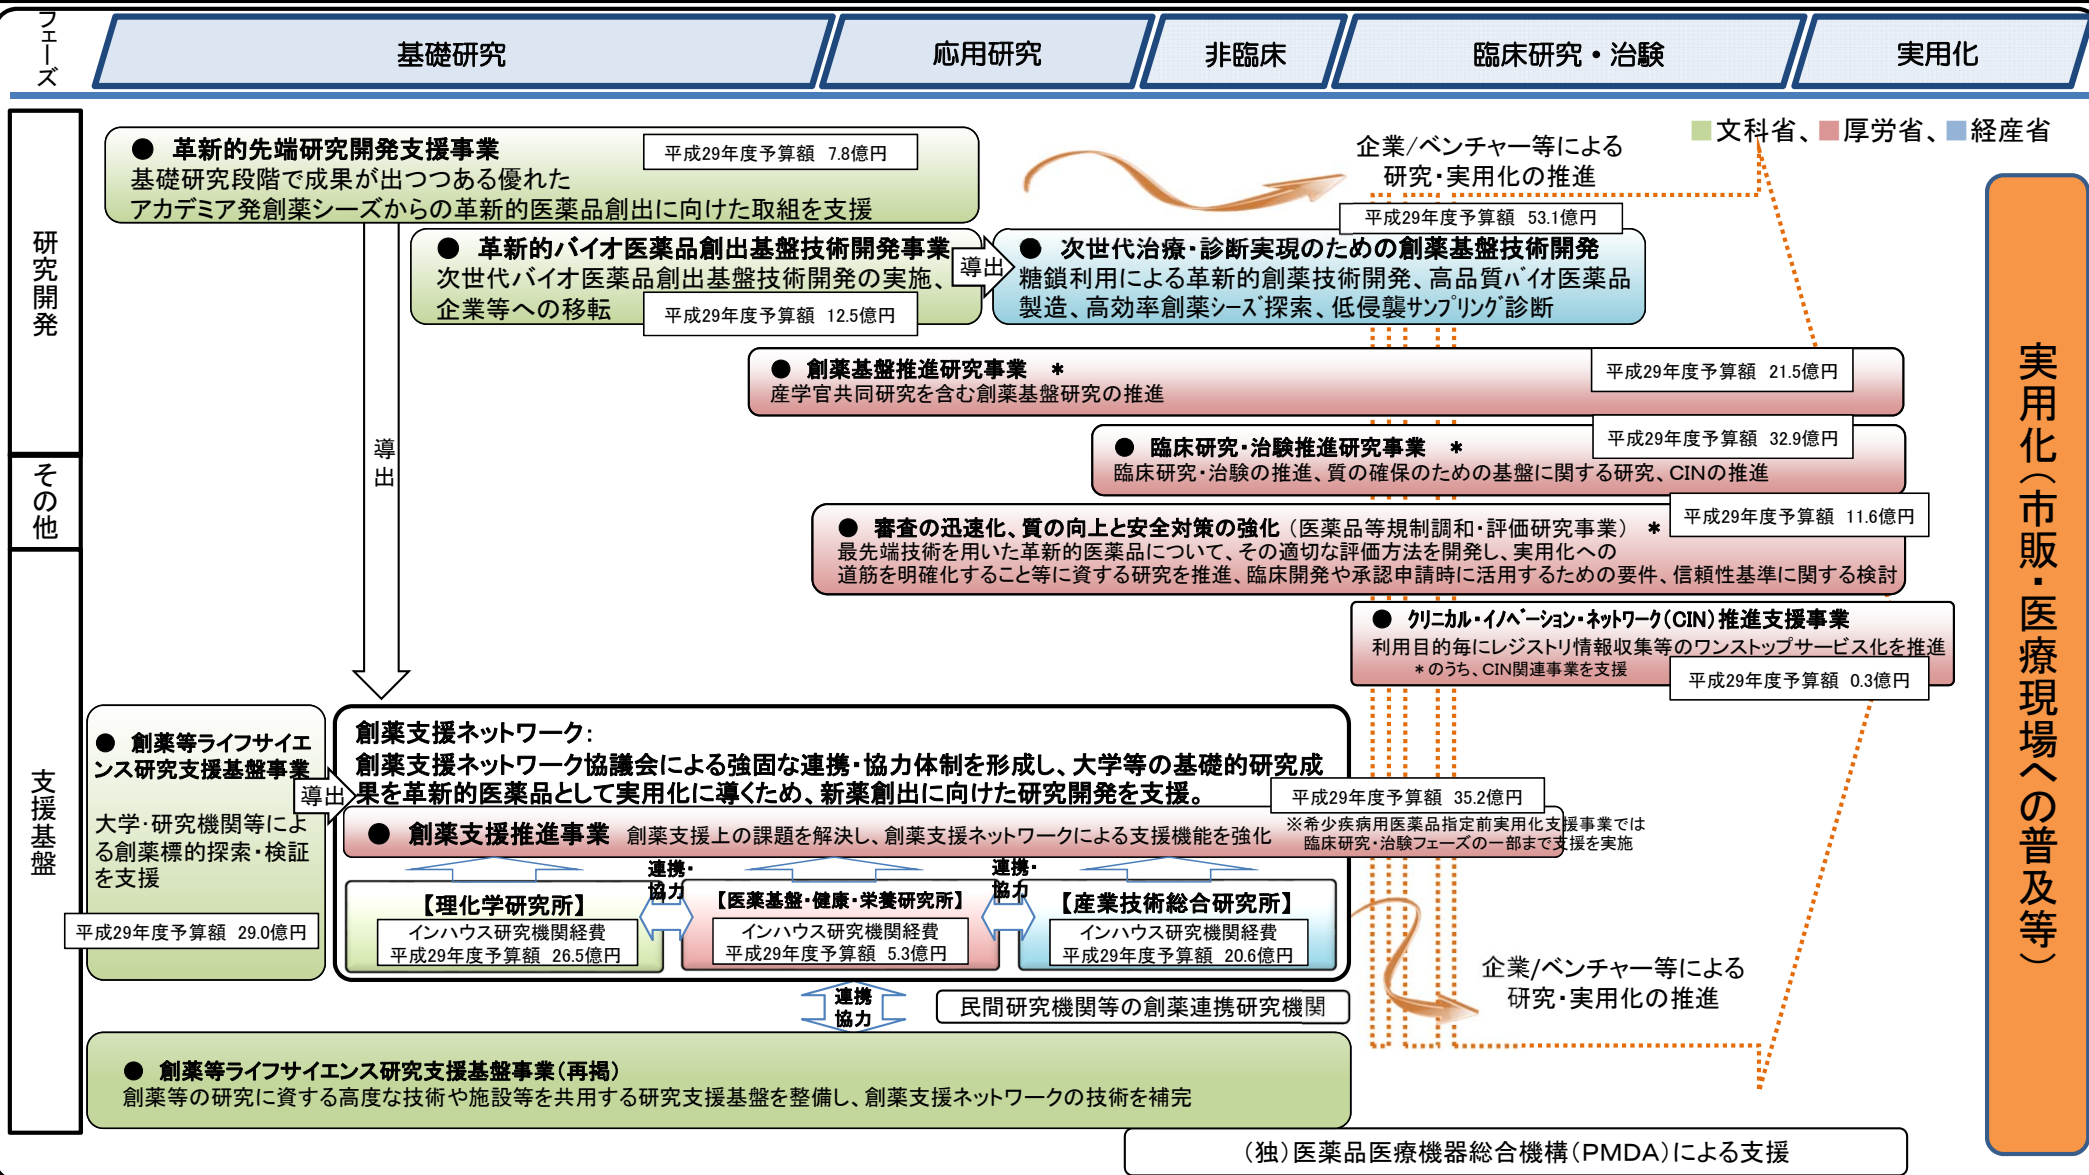 フェーズ
基礎研究
応用研究
非臨床
臨床研究・治験
実用化
研究開発
その他
支援基盤
■文科省、■厚労省、■経産省
● 革新的先端研究開発支援事業
平成29年度予算額 7.8億円
基礎研究段階で成果が出つつある優れた
アカデミア発創薬シーズからの革新的医薬品創出に向けた取組を支援
企業/ベンチャー等による
研究・実用化の推進
平成29年度予算額 53.1億円
● 革新的バイオ医薬品創出基盤技術開発事業
次世代バイオ医薬品創出基盤技術開発の実施、
企業等への移転
平成29年度予算額 12.5億円
導出
● 次世代治療・診断実現のための創薬基盤技術開発
糖鎖利用による革新的創薬技術開発、高品質バイオ医薬品
製造、高効率創薬シーズ探索、低侵襲サンプリング診断
● 創薬基盤推進研究事業 *
産学官共同研究を含む創薬基盤研究の推進
平成29年度予算額 21.5億円
導出
● 臨床研究・治験推進研究事業 *
平成29年度予算額 32.9億円
臨床研究・治験の推進、質の確保のための基盤に関する研究、CINの推進
● 審査の迅速化、質の向上と安全対策の強化（医薬品等規制調和・評価研究事業） *
平成29年度予算額 11.6億円
最先端技術を用いた革新的医薬品について、その適切な評価方法を開発し、実用化への
道筋を明確化すること等に資する研究を推進、臨床開発や承認申請時に活用するための要件、信頼性基準に関する検討
● クリニカル・イノベーション・ネットワーク(CIN)推進支援事業
利用目的毎にレジストリ情報収集等のワンストップサービス化を推進
*のうち、CIN関連事業を支援
平成29年度予算額 0.3億円
実用化（市販・医療現場への普及等）
● 創薬等ライフサイエ
ンス研究支援基盤事業
大学・研究機関等によ
る創薬標的探索・検証
を支援
平成29年度予算額 29.0億円
導出
創薬支援ネットワーク：
創薬支援ネットワーク協議会による強固な連携・協力体制を形成し、大学等の基礎的研究成
果を革新的医薬品として実用化に導くため、新薬創出に向けた研究開発を支援。
平成29年度予算額 35.2億円
● 創薬支援推進事業 創薬支援上の課題を解決し、創薬支援ネットワークによる支援機能を強化
※希少疾病用医薬品指定前実用化支援事業では
臨床研究・治験フェーズの一部まで支援を実施
連携・
協力
連携・
協力
【理化学研究所】
インハウス研究機関経費
平成29年度予算額 26.5億円
【医薬基盤・健康・栄養研究所】
インハウス研究機関経費
平成29年度予算額 5.3億円
【産業技術総合研究所】
インハウス研究機関経費
平成29年度予算額 20.6億円
企業/ベンチャー等による
研究・実用化の推進
連携
協力
民間研究機関等の創薬連携研究機関
● 創薬等ライフサイエンス研究支援基盤事業(再掲)
創薬等の研究に資する高度な技術や施設等を共用する研究支援基盤を整備し、創薬支援ネットワークの技術を補完
（独）医薬品医療機器総合機構(PMDA)による支援